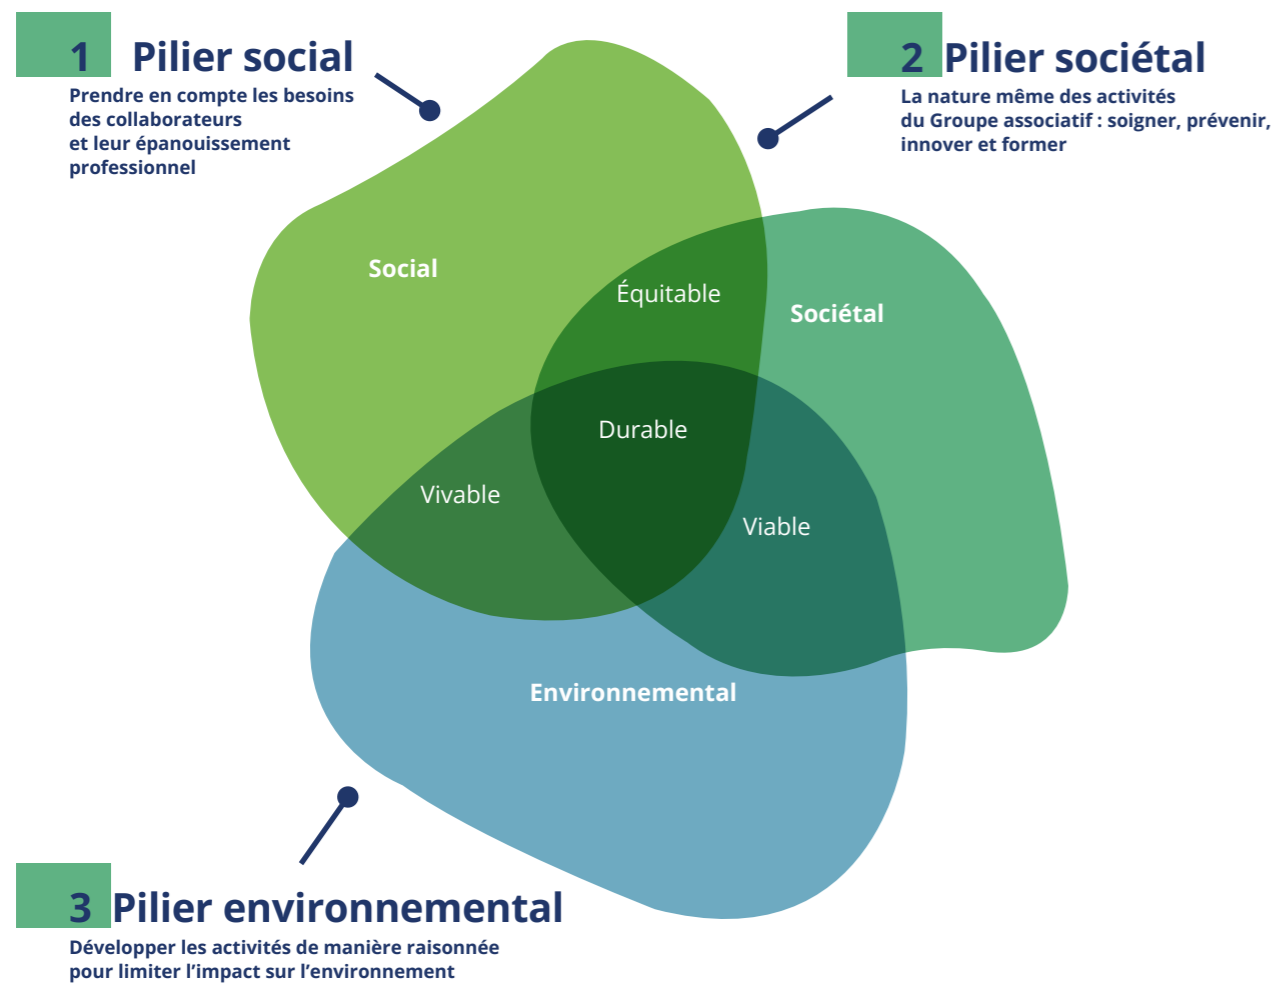 1 Pilier social
Prendre en compte les besoins
des collaborateurs
et leur épanouissement
professionnel
2 Pilier sociétal
La nature même des activités
du Groupe associatif : soigner, prévenir,
innover et former
Social
Équitable
Sociétal
Durable
Vivable
Viable
Environnemental
3 Pilier environnemental
Développer les activités de manière raisonnée
pour limiter l’impact sur l’environnement